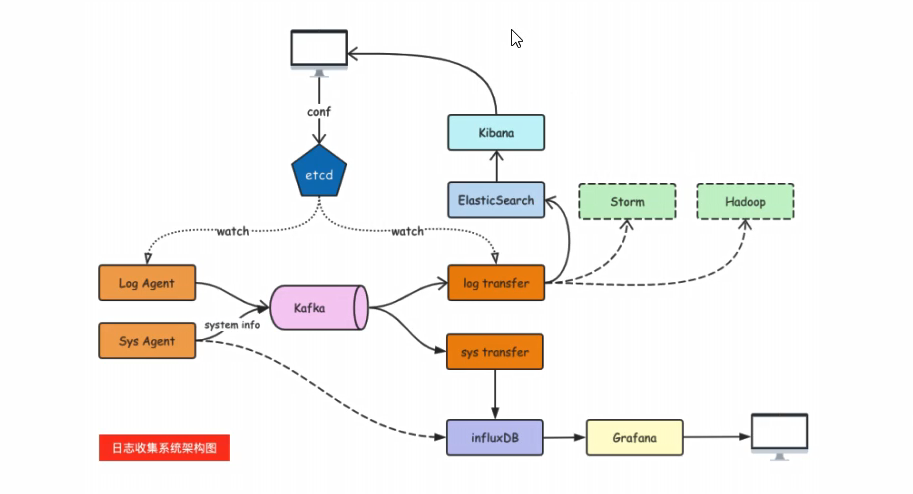 conf
etcd
Kibana
ElasticSearch
Storm
Hadoop
watch
watch
Log Agent
log transfer
Kafka
system info
Sys Agent
sys transfer
日志收集系统架构图
influxDB
Grafana